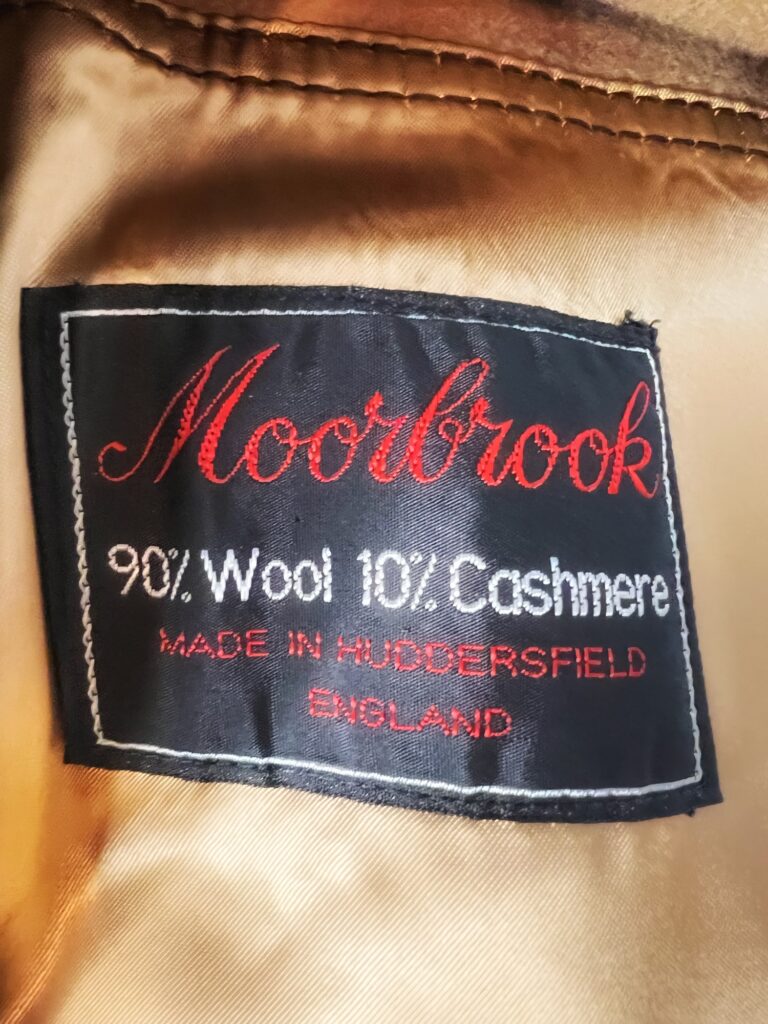 Moorbrook
90% Wool 10% Cashmere
MADE IN HUDDERSFIELD
ENGLAND